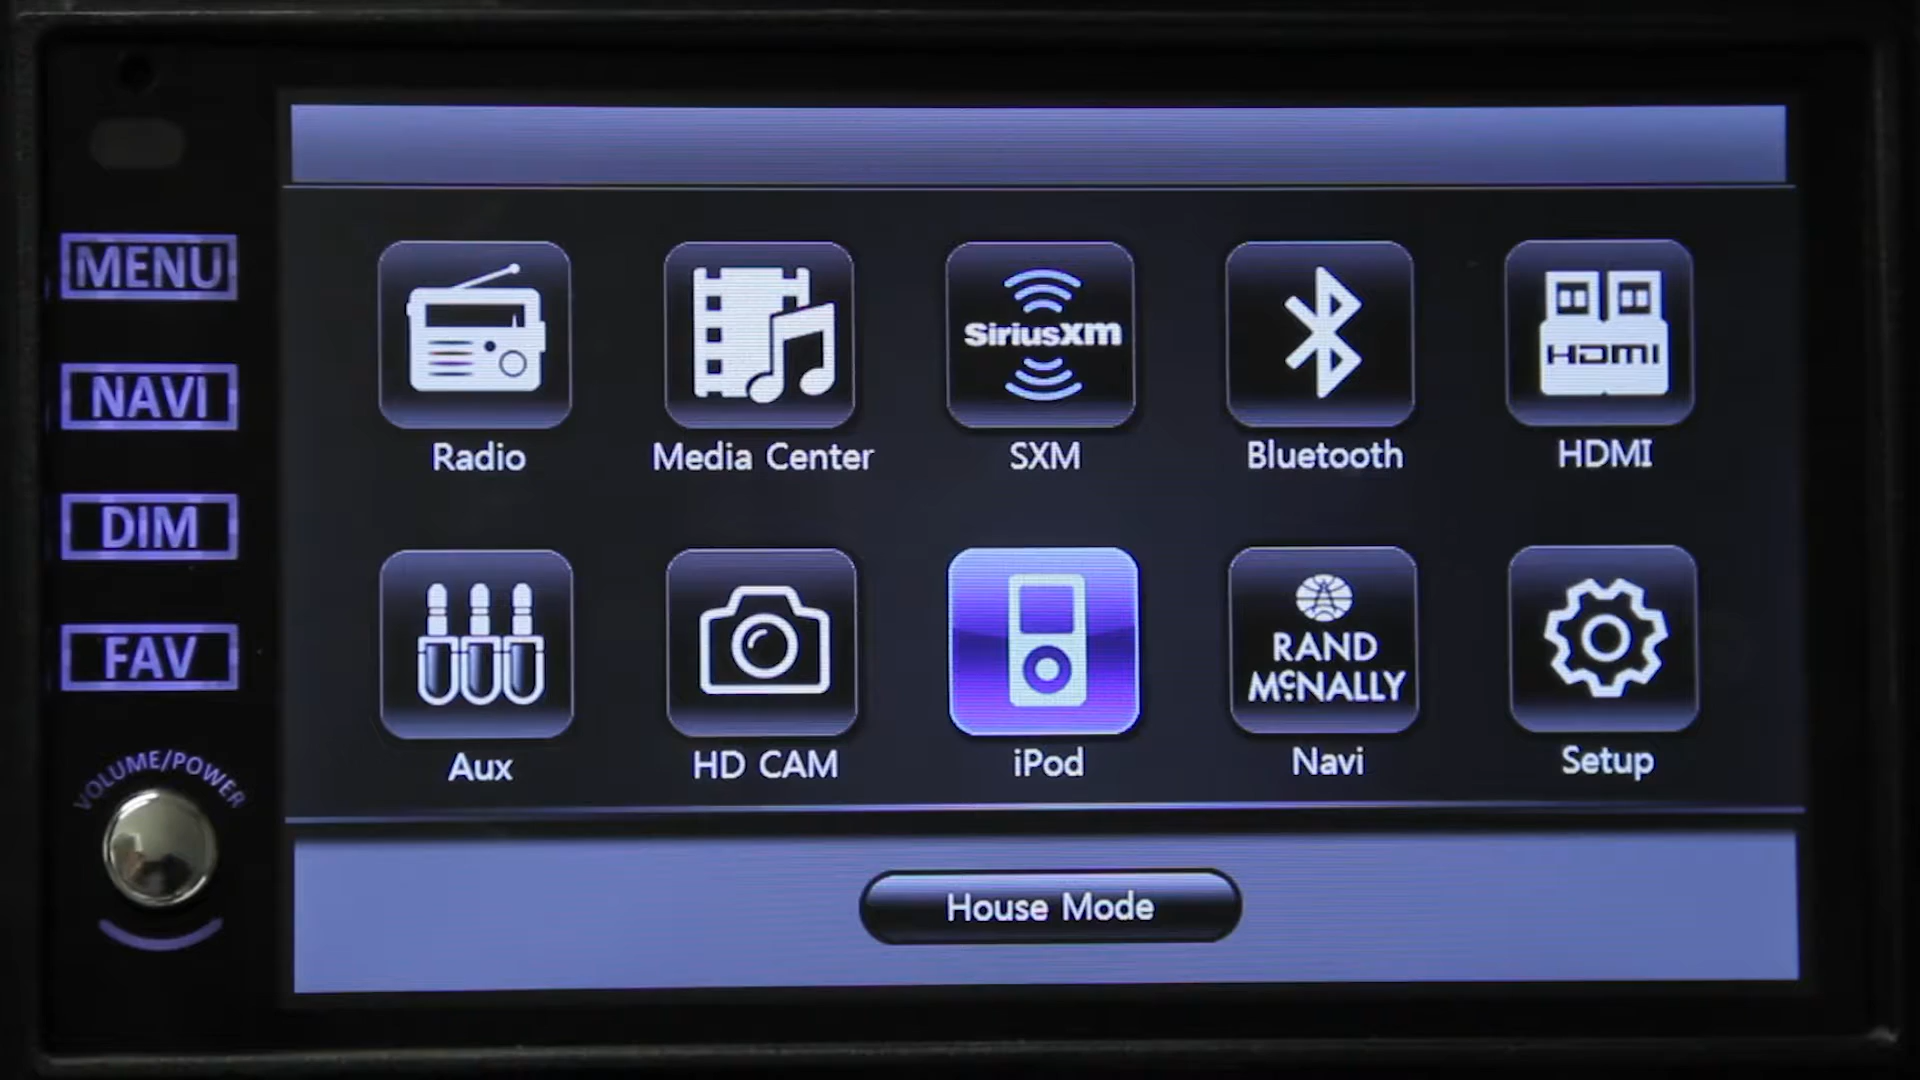 MENU
NAVI
DIM
FAV
VOLUME/POWER
SiriusXM
HDMI
Radio
Media Center
SXM
Bluetooth
HDMI
RAND
McNALLY
Aux
HD CAM
iPod
Navi
Setup
House Mode